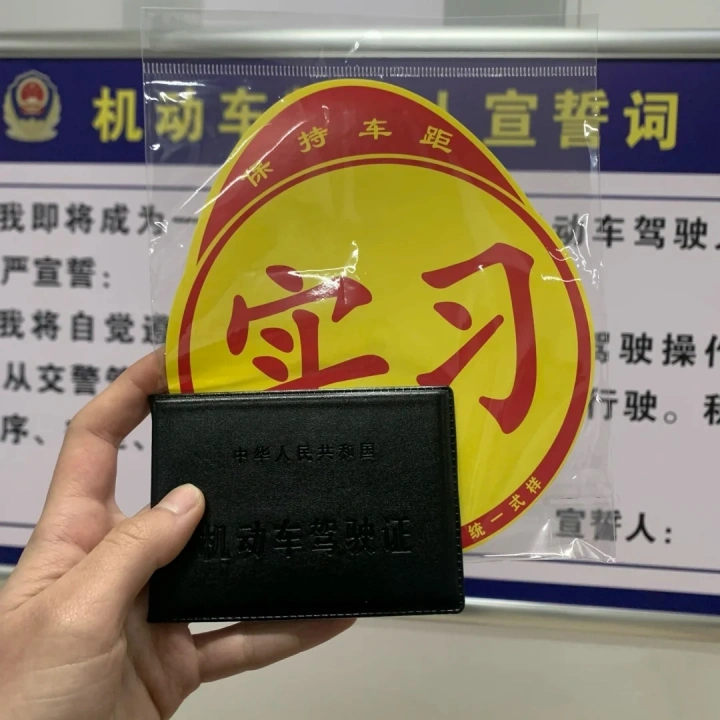 机动车 人宣誓词
我即将成为一 动车驾驶人
严宣誓：
我将自觉遵 驾驶操作
从交警 行驶。积
序、
宣誓人：
保持车距
实习
统一式样
中华人民共和国
机动车驾驶证